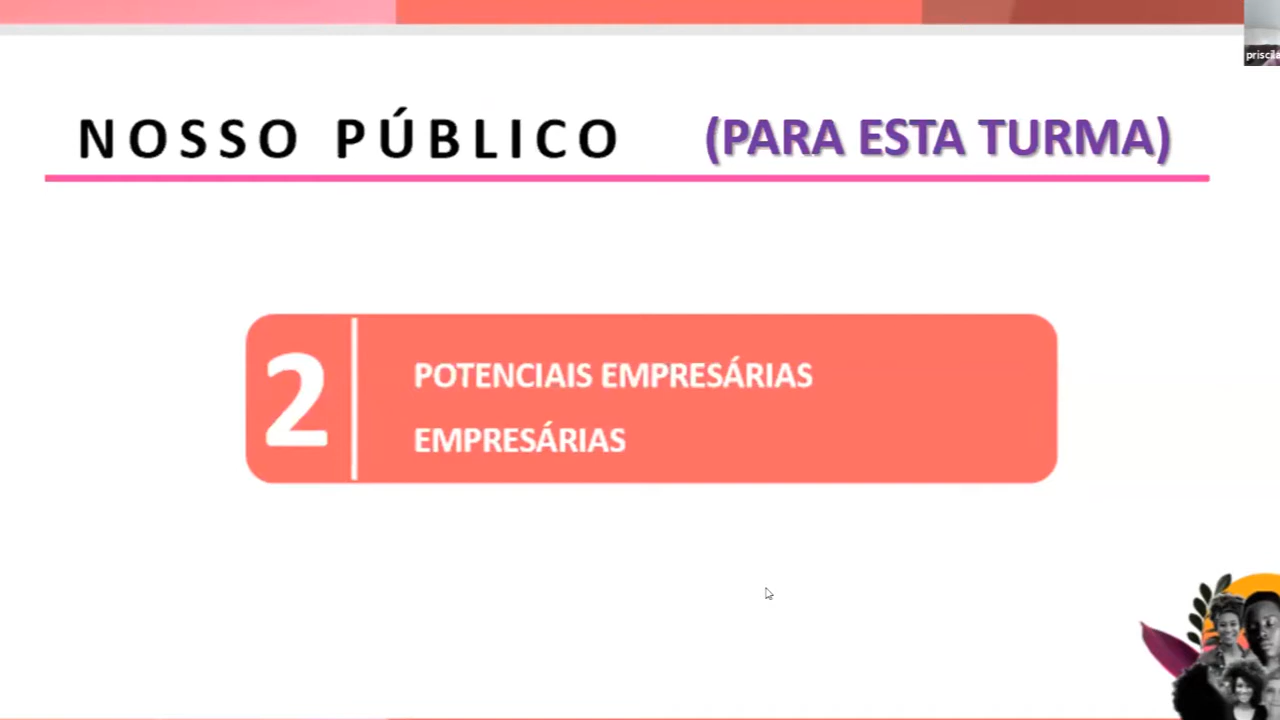 NOSSO PÚBLICO (PARA ESTA TURMA)
2
POTENCIAIS EMPRESÁRIAS
EMPRESÁRIAS